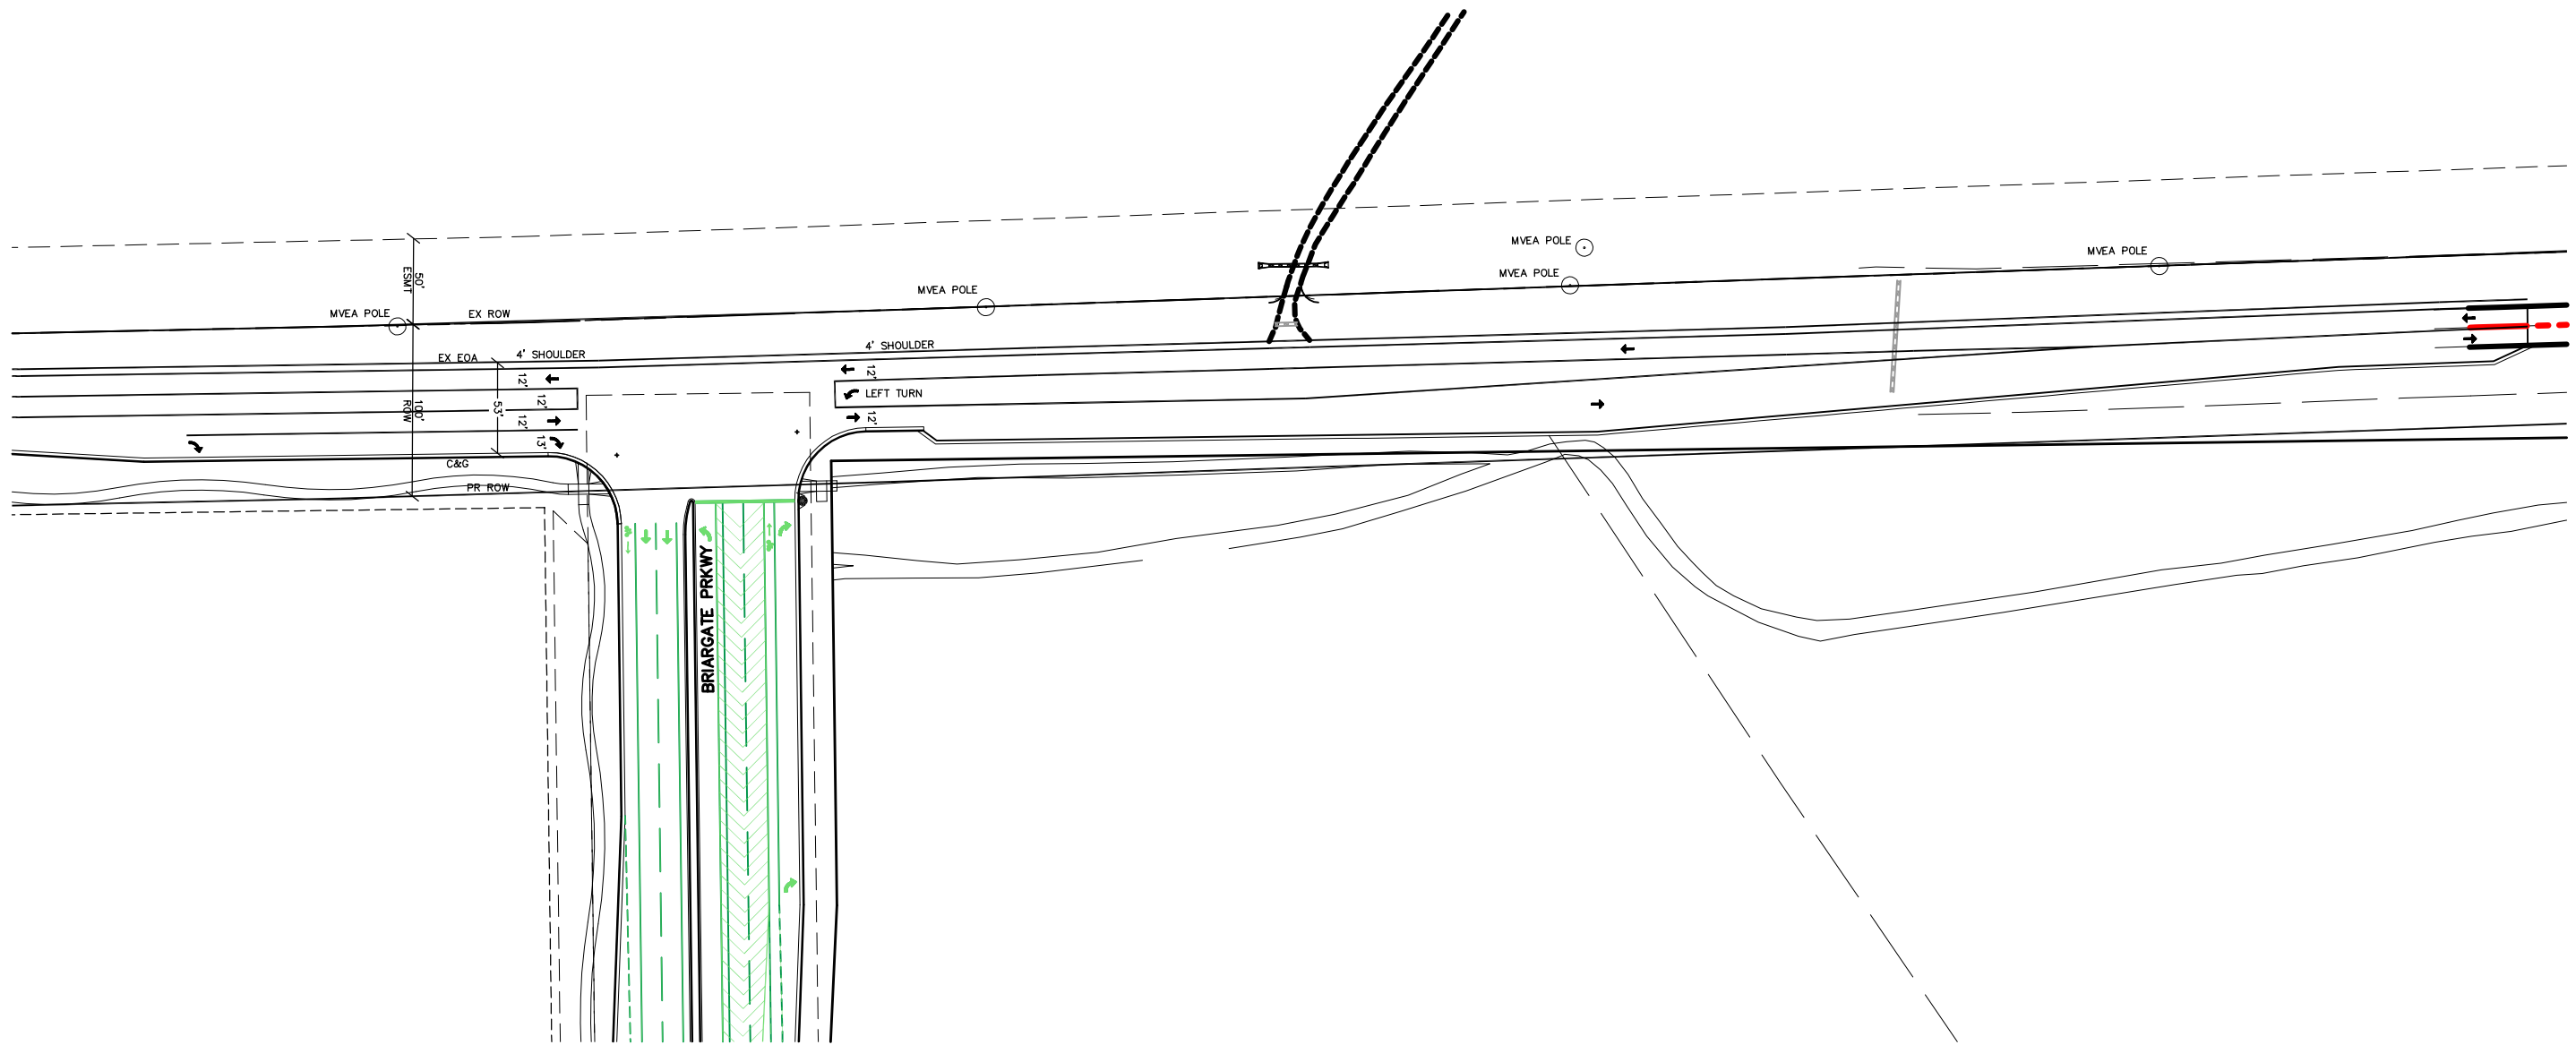 MVEA POLE
MVEA POLE
MVEA POLE
50'
ESMT
MVEA POLE
MVEA POLE
EX ROW
4' SHOULDER
EX EOA
4' SHOULDER
12'
12'
12'
LEFT TURN
100'
ROW
53'
12'
12'
13'
C&G
PR ROW
BRIARGATE PRKWY